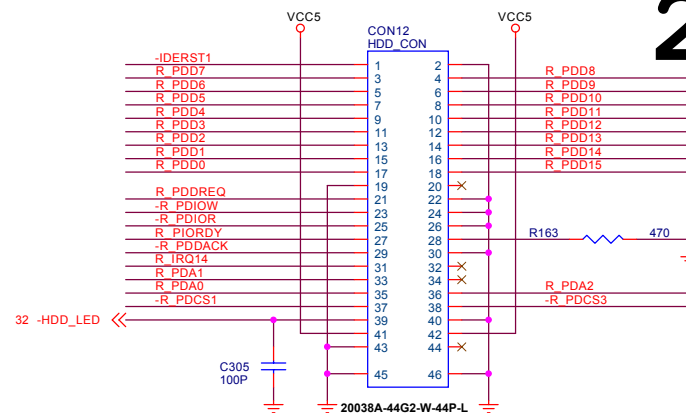 2
VCC5 VCC5
CON12
HDD_CON
-IDERST1 1 2
R_PDD7 3 4 R_PDD8
R_PDD6 5 6 R_PDD9
R_PDD5 7 8 R_PDD10
R_PDD4 9 10 R_PDD11
R_PDD3 11 12 R_PDD12
R_PDD2 13 14 R_PDD13
R_PDD1 15 16 R_PDD14
R_PDD0 17 18 R_PDD15
19 20
R_PDDREQ 21 22
-R_PDIOW 23 24
-R_PDIOR 25 26
R_PIORDY 27 28 R163 470
-R_PDDACK 29 30
R_IRQ14 31 32
R_PDA1 33 34
R_PDA0 35 36 R_PDA2
-R_PDCS1 37 38 -R_PDCS3
32 -HDD_LED 39 40
41 42
43 44
C305
100P
45 46
20038A-44G2-W-44P-L